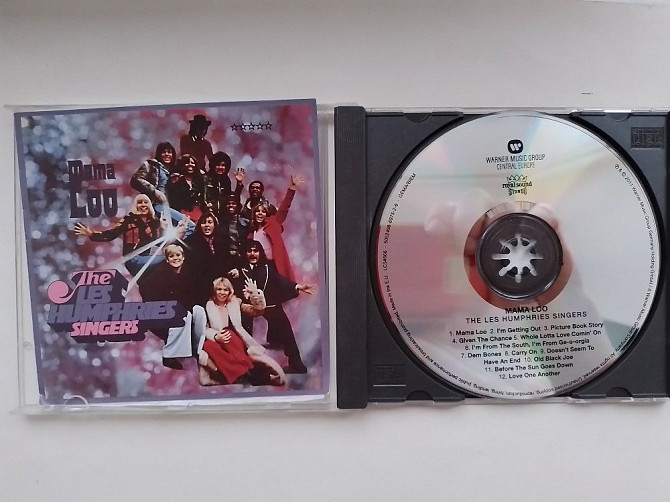 Mama
Loo
The
LES
HUMPHRIES
SINGERS
WARNER MUSIC GROUP
CENTRAL EUROPE
royal sound
MAMA LOO
THE LES HUMPHRIES SINGERS
1. Mama Loo 2. I'm Getting Out 3. Picture Book Story
4. Given The Chance 5. Whole Lotta Love Comin' On
6. I'm From The South, I'm From Ge-o-orgia
7. Dem Bones 8. Carry On 9. Doesn't Seem To
Have An End 10. Old Black Joe
11. Before The Sun Goes Down
12. Love One Another